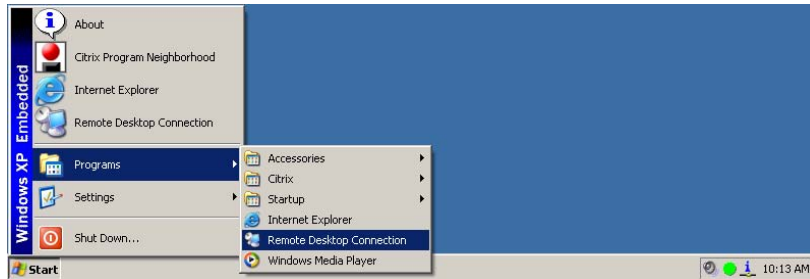 About
Citrix Program Neighborhood
Internet Explorer
Remote Desktop Connection
Programs
Settings
Shut Down...
Windows XP Embedded
Accessories
Citrix
Startup
Internet Explorer
Remote Desktop Connection
Windows Media Player
Start
10:13 AM